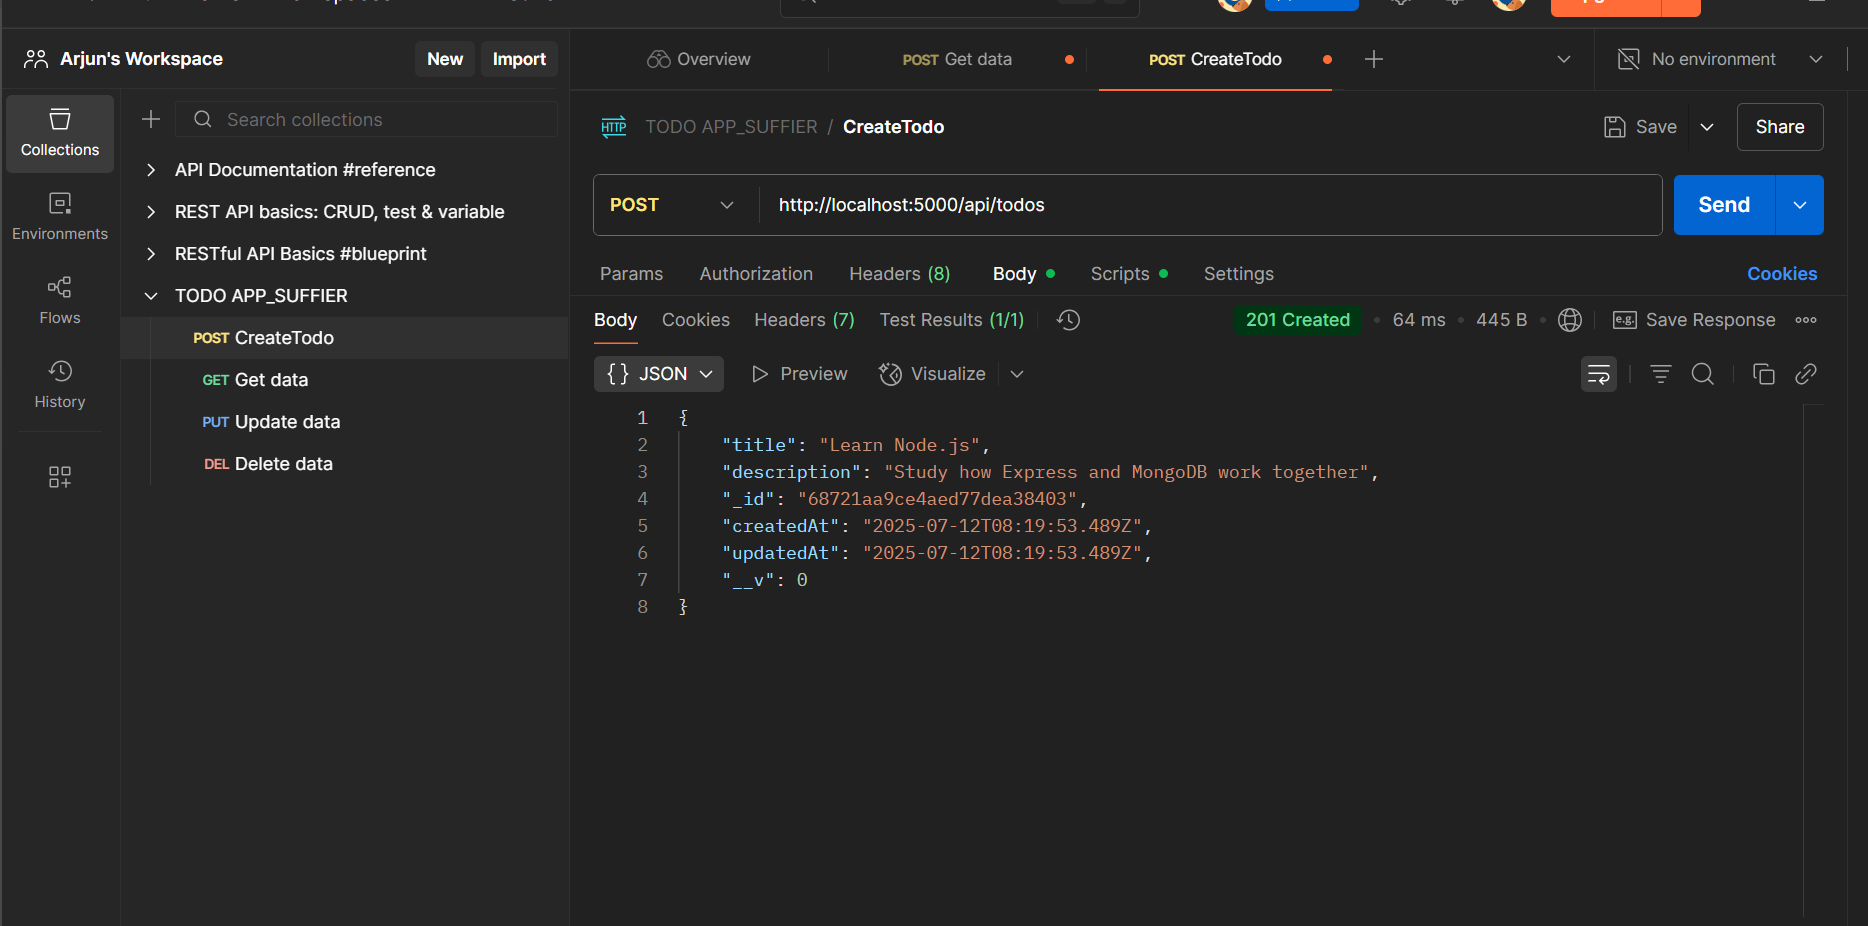 Arjun's Workspace
New
Import
Overview
POST Get data
POST CreateTodo
No environment
Collections
Environments
Flows
History
Search collections
API Documentation #reference
REST API basics: CRUD, test & variable
RESTful API Basics #blueprint
TODO APP_SUFFIER
POST CreateTodo
GET Get data
PUT Update data
DEL Delete data
HTTP TODO APP_SUFFIER / CreateTodo
Save
Share
POST
http://localhost:5000/api/todos
Send
Params Authorization Headers (8) Body Scripts Settings
Cookies
Body Cookies Headers (7) Test Results (1/1)
201 Created • 64 ms • 445 B •
e.g. Save Response
{} JSON Preview Visualize
1 {
2 "title": "Learn Node.js",
3 "description": "Study how Express and MongoDB work together",
4 "_id": "68721aa9ce4aed77dea38403",
5 "createdAt": "2025-07-12T08:19:53.489Z",
6 "updatedAt": "2025-07-12T08:19:53.489Z",
7 "__v": 0
8 }